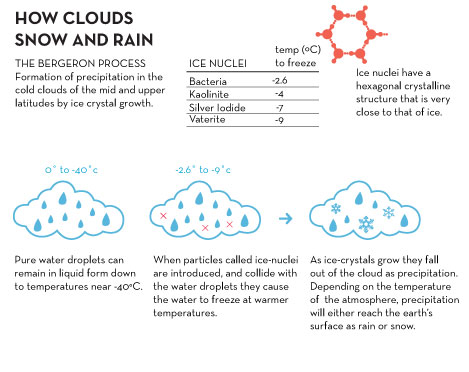 HOW CLOUDS
SNOW AND RAIN
THE BERGERON PROCESS
Formation of precipitation in the
cold clouds of the mid and upper
latitudes by ice crystal growth.
ICE NUCLEI temp (ºC) to freeze
Bacteria -2.6
Kaolinite -4
Silver Iodide -7
Vaterite -9
Ice nuclei have a
hexagonal crystalline
structure that is very
close to that of ice.
0˚ to -40˚c
Pure water droplets can
remain in liquid form down
to temperatures near -40ºC.
-2.6˚ to -9˚c
When particles called ice-nuclei
are introduced, and collide with
the water droplets they cause
the water to freeze at warmer
temperatures.
As ice-crystals grow they fall
out of the cloud as precipitation.
Depending on the temperature
of the atmosphere, precipitation
will either reach the earth's
surface as rain or snow.